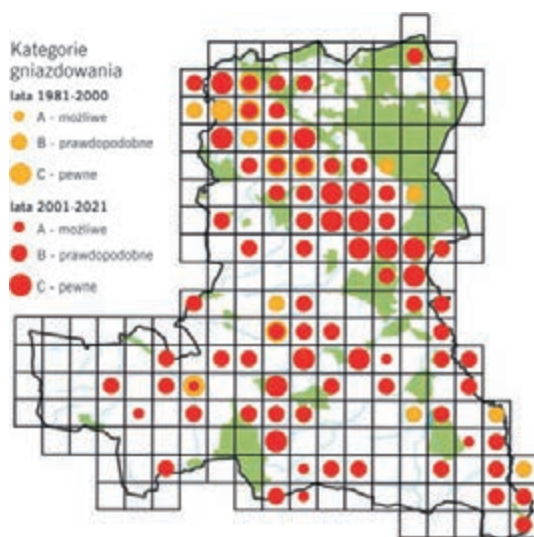 Kategorie
gniazdowania
lata 1981-2000
A - możliwe
B - prawdopodobne
C - pewne
lata 2001-2021
A - możliwe
B - prawdopodobne
C - pewne